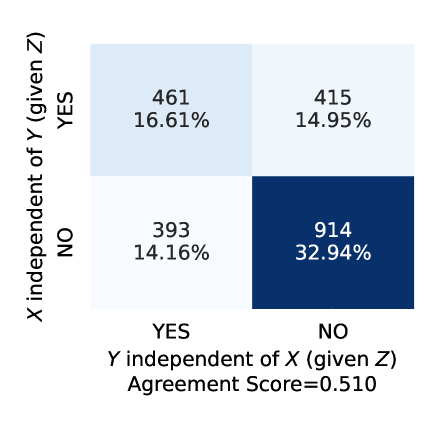 X independent of Y (given Z)
YES
NO
461
16.61%
415
14.95%
393
14.16%
914
32.94%
YES
NO
Y independent of X (given Z)
Agreement Score=0.510